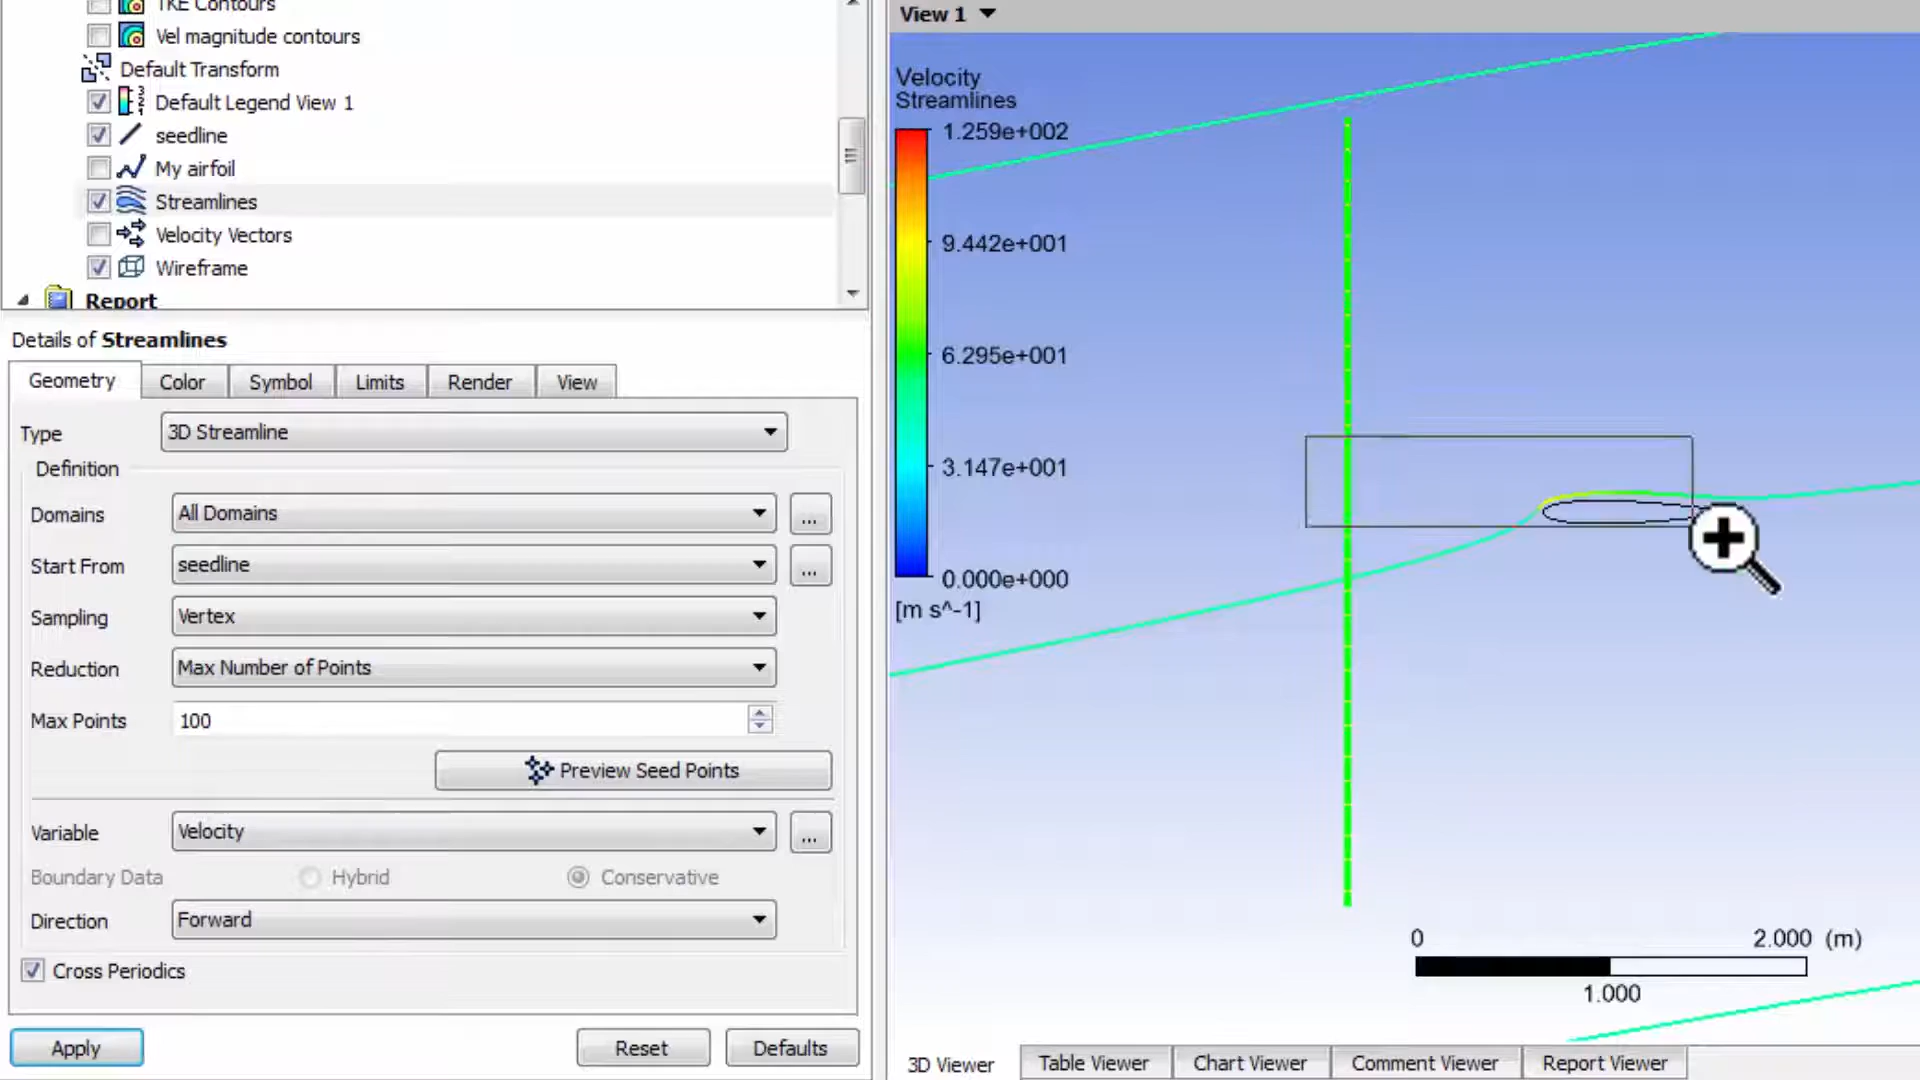 TKE Contours
Vel magnitude contours
Default Transform
Default Legend View 1
seedline
My airfoil
Streamlines
Velocity Vectors
Wireframe
Report
Details of Streamlines
Geometry Color Symbol Limits Render View
Type 3D Streamline
Definition
Domains All Domains ...
Start From seedline ...
Sampling Vertex
Reduction Max Number of Points
Max Points 100
Preview Seed Points
Variable Velocity ...
Boundary Data Hybrid Conservative
Direction Forward
Cross Periodics
Apply Reset Defaults
View 1
Velocity
Streamlines
1.259e+002
9.442e+001
6.295e+001
3.147e+001
0.000e+000
[m s^-1]
0 2.000 (m)
1.000
3D Viewer Table Viewer Chart Viewer Comment Viewer Report Viewer